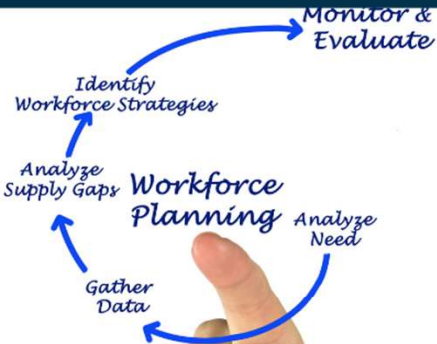 Monitor &
Evaluate
Identify
Workforce Strategies
Analyze
Supply Gaps
Workforce
Planning
Analyze
Need
Gather
Data